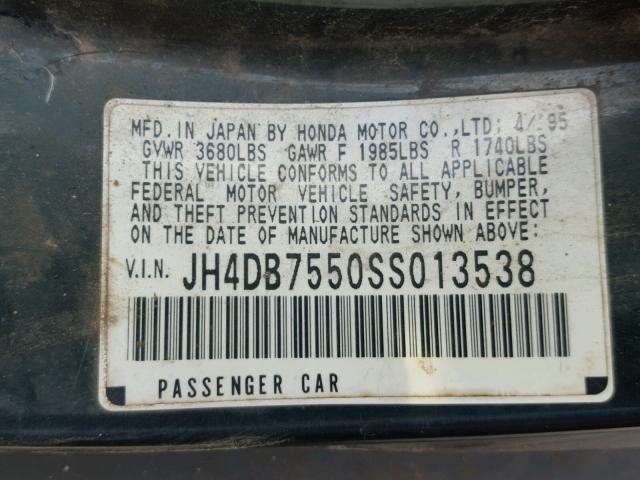 MFD. IN JAPAN BY HONDA MOTOR CO.,LTD; 4/95
GVWR 3680LBS GAWR F 1985LBS R 1740LBS
THIS VEHICLE CONFORMS TO ALL APPLICABLE
FEDERAL MOTOR VEHICLE SAFETY, BUMPER,
AND THEFT PREVENTION STANDARDS IN EFFECT
ON THE DATE OF MANUFACTURE SHOWN ABOVE:
V.I.N. JH4DB7550SS013538
PASSENGER CAR